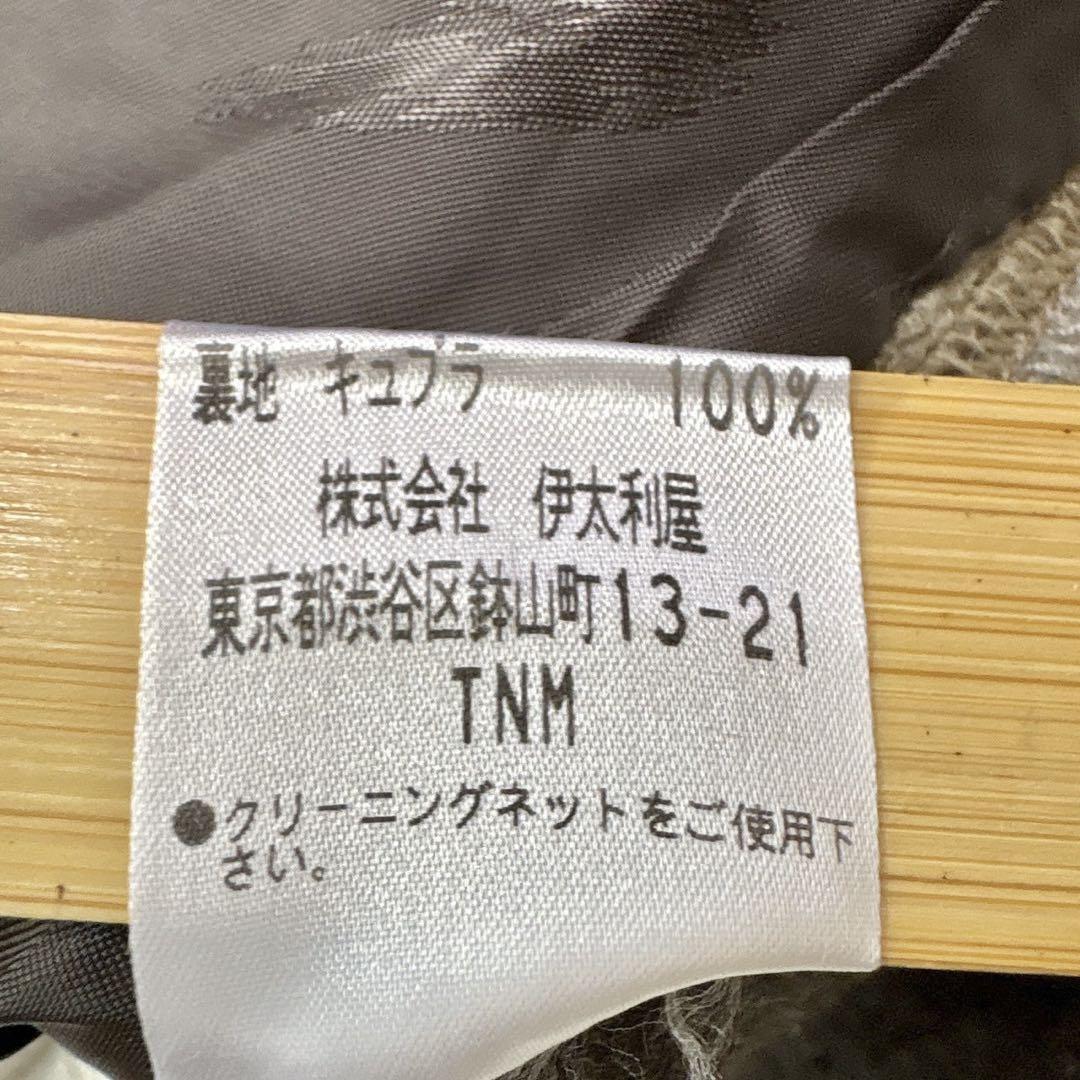 裏地 キュプラ 100%
株式会社 伊太利屋
東京都渋谷区鉢山町13-21
TNM
●クリーニングネットをご使用下
さい。